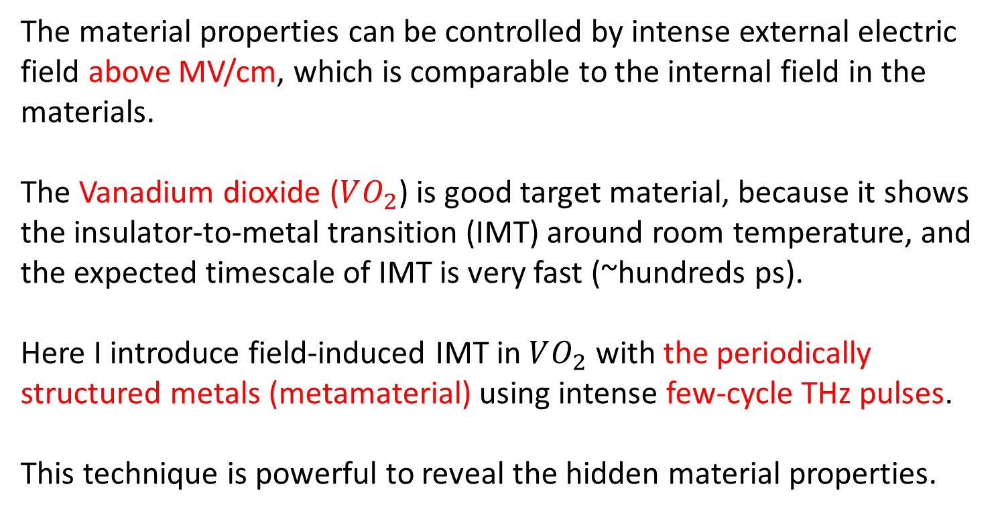 The material properties can be controlled by intense external electric
field above MV/cm, which is comparable to the internal field in the
materials.
The Vanadium dioxide (𝑉𝑂₂) is good target material, because it shows
the insulator-to-metal transition (IMT) around room temperature, and
the expected timescale of IMT is very fast (~hundreds ps).
Here I introduce field-induced IMT in 𝑉𝑂₂ with the periodically
structured metals (metamaterial) using intense few-cycle THz pulses.
This technique is powerful to reveal the hidden material properties.